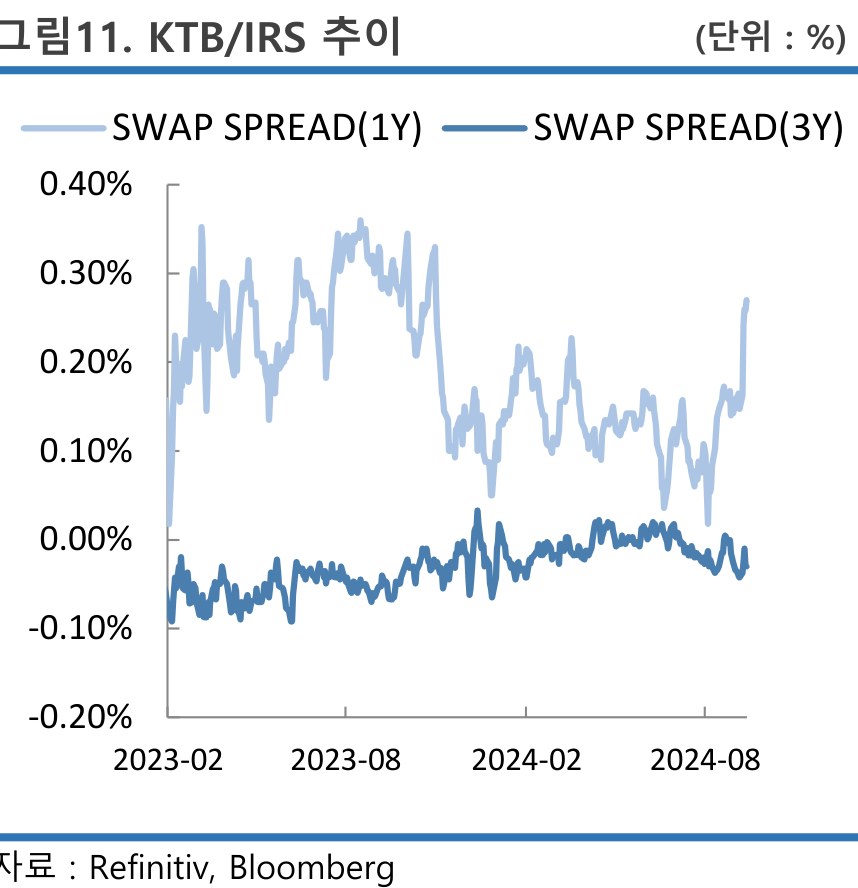 그림11. KTB/IRS 추이 (단위 : %)
SWAP SPREAD(1Y) SWAP SPREAD(3Y)
0.40%
0.30%
0.20%
0.10%
0.00%
-0.10%
-0.20%
2023-02 2023-08 2024-02 2024-08
자료 : Refinitiv, Bloomberg